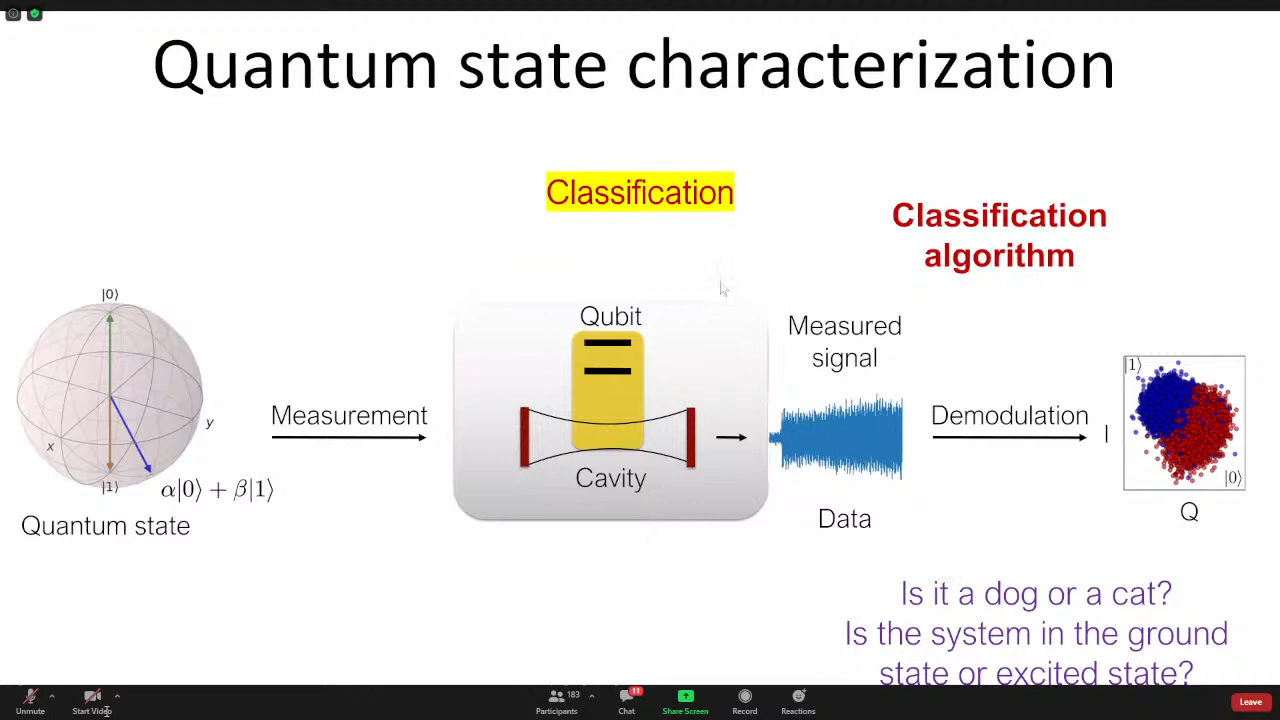 Quantum state characterization
Classification
Classification
algorithm
|0⟩
Qubit
Measured
signal
|1⟩
Measurement
Demodulation
y
x
I
Cavity
|0⟩
|1⟩
α|0⟩ + β|1⟩
Quantum state
Data
Q
Is it a dog or a cat?
Is the system in the ground
state or excited state?
Unmute
Start Video
183
Participants
11
Chat
Share Screen
Record
Reactions
Leave